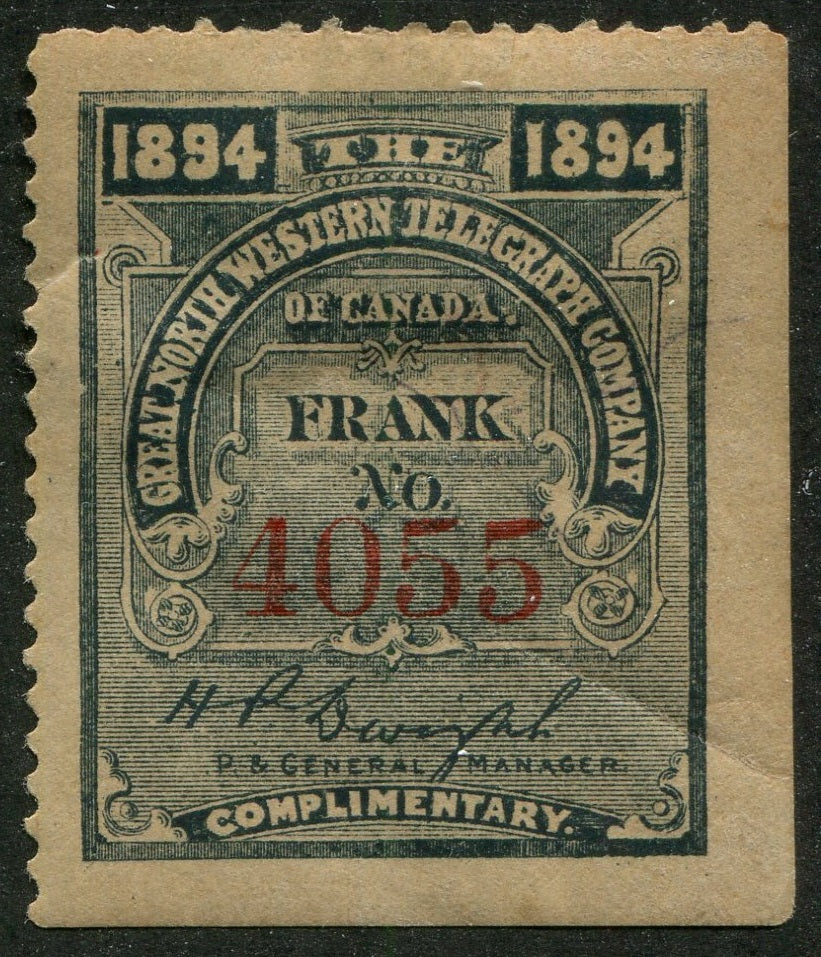 1894 THE 1894
GREAT NORTH WESTERN TELEGRAPH COMPANY
OF CANADA.
FRANK
No.
4055
H P Dwight
P. & GENERAL MANAGER.
COMPLIMENTARY.